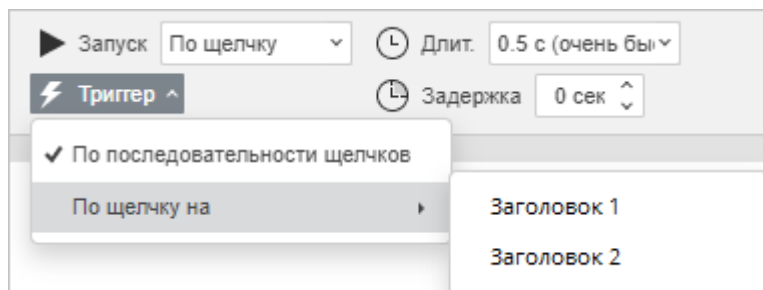 Запуск По щелчку Длит. 0.5 с (очень бы
Триггер Задержка 0 сек
По последовательности щелчков
По щелчку на Заголовок 1
Заголовок 2